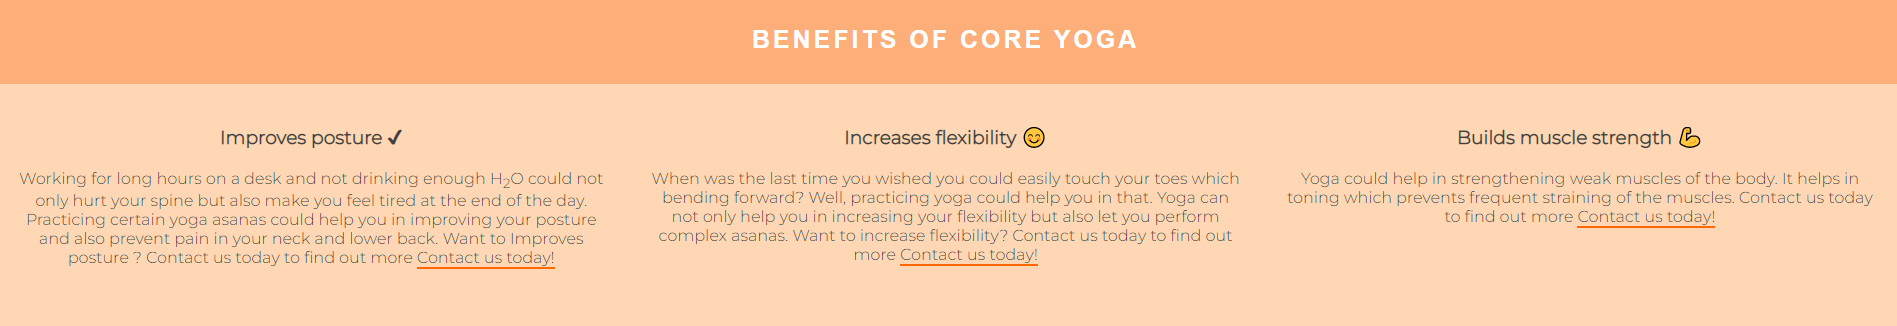 BENEFITS OF CORE YOGA
Improves posture ✔
Working for long hours on a desk and not drinking enough H₂O could not
only hurt your spine but also make you feel tired at the end of the day.
Practicing certain yoga asanas could help you in improving your posture
and also prevent pain in your neck and lower back. Want to Improves
posture ? Contact us today to find out more Contact us today!
Increases flexibility 😊
When was the last time you wished you could easily touch your toes which
bending forward? Well, practicing yoga could help you in that. Yoga can
not only help you in increasing your flexibility but also let you perform
complex asanas. Want to increase flexibility? Contact us today to find out
more Contact us today!
Builds muscle strength 💪
Yoga could help in strengthening weak muscles of the body. It helps in
toning which prevents frequent straining of the muscles. Contact us today
to find out more Contact us today!